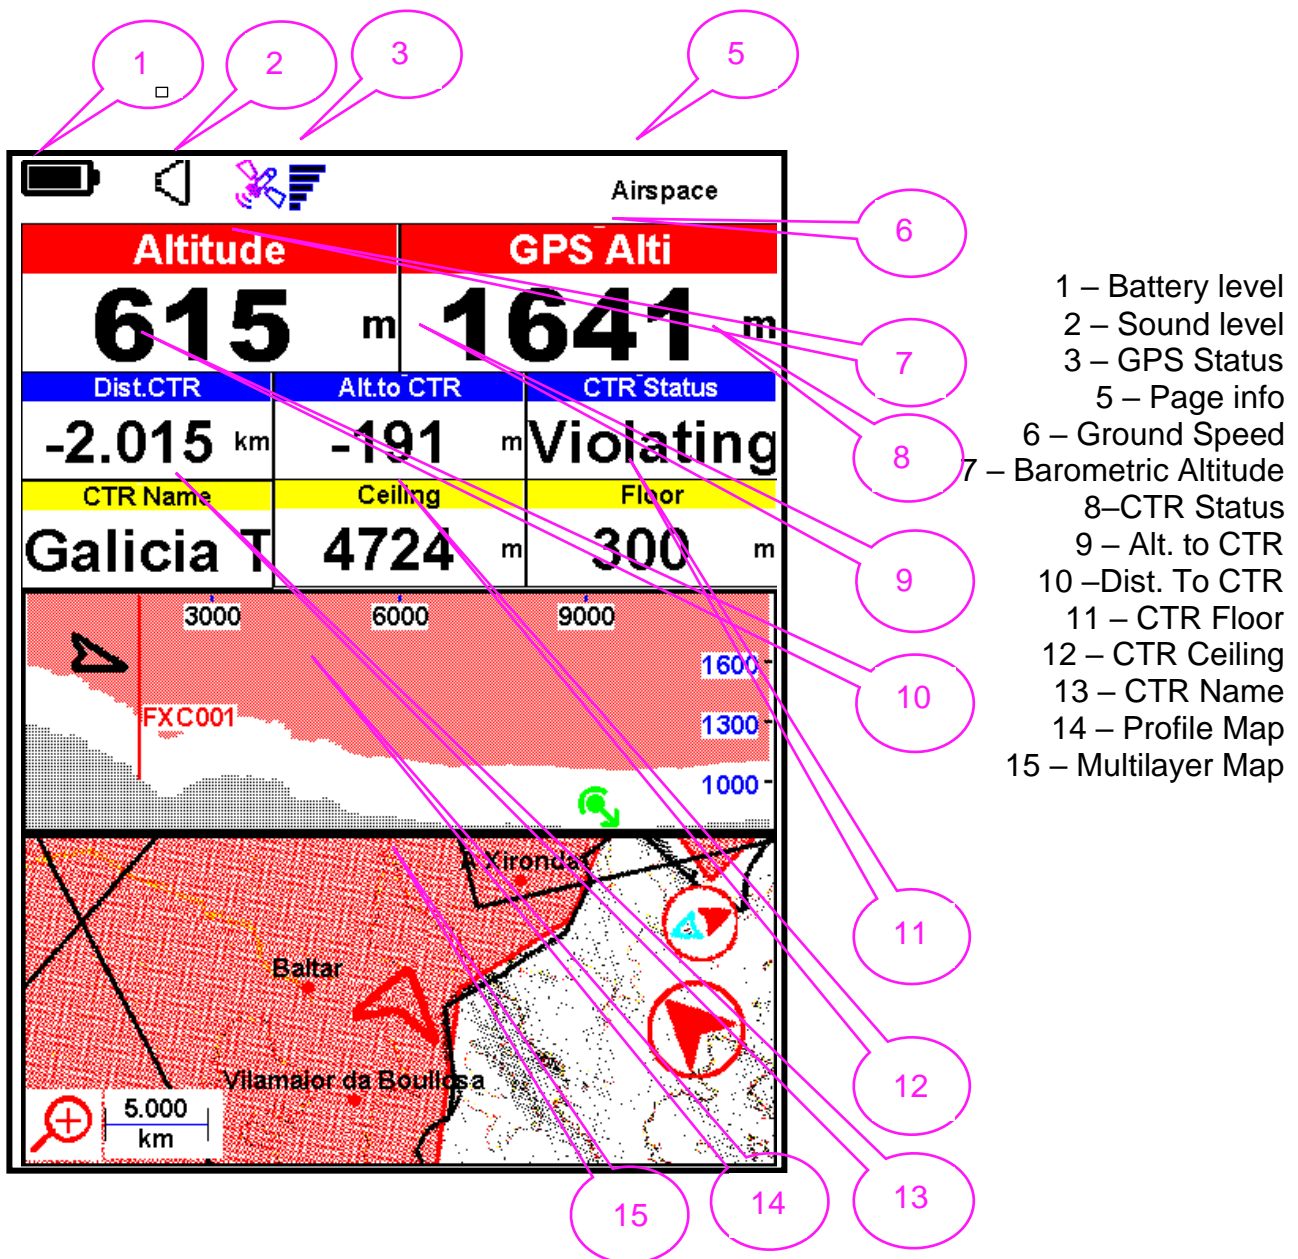 1
2
3
5
Airspace
6
Altitude
GPS Alti
615 m
1641 m
7
Dist.CTR
Alt.to CTR
CTR Status
-2.015 km
-191 m
Violating
8
CTR Name
Ceiling
Floor
Galicia T
4724 m
300 m
9
3000
6000
9000
1600
10
FXC001
1300
1000
A Xironda
11
Baltar
Vilamaior da Boullosa
12
5.000
km
15
14
13
1 – Battery level
2 – Sound level
3 – GPS Status
5 – Page info
6 – Ground Speed
7 – Barometric Altitude
8–CTR Status
9 – Alt. to CTR
10 –Dist. To CTR
11 – CTR Floor
12 – CTR Ceiling
13 – CTR Name
14 – Profile Map
15 – Multilayer Map